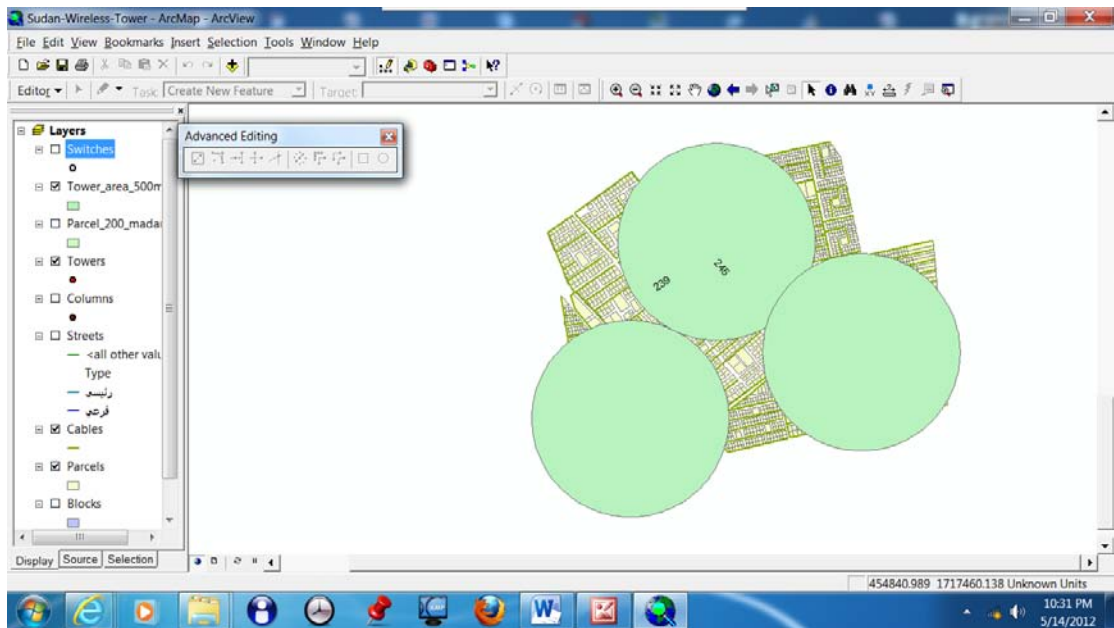 Sudan-Wireless-Tower - ArcMap - ArcView
File Edit View Bookmarks Insert Selection Tools Window Help
Editor Task: Create New Feature Target:
Advanced Editing
Layers
Switches
Tower_area_500m
Parcel_200_madar
Towers
Columns
Streets
<all other valu
Type
رئيسي
فرعي
Cables
Parcels
Blocks
239
245
Display Source Selection
454840.989 1717460.138 Unknown Units
10:31 PM
5/14/2012